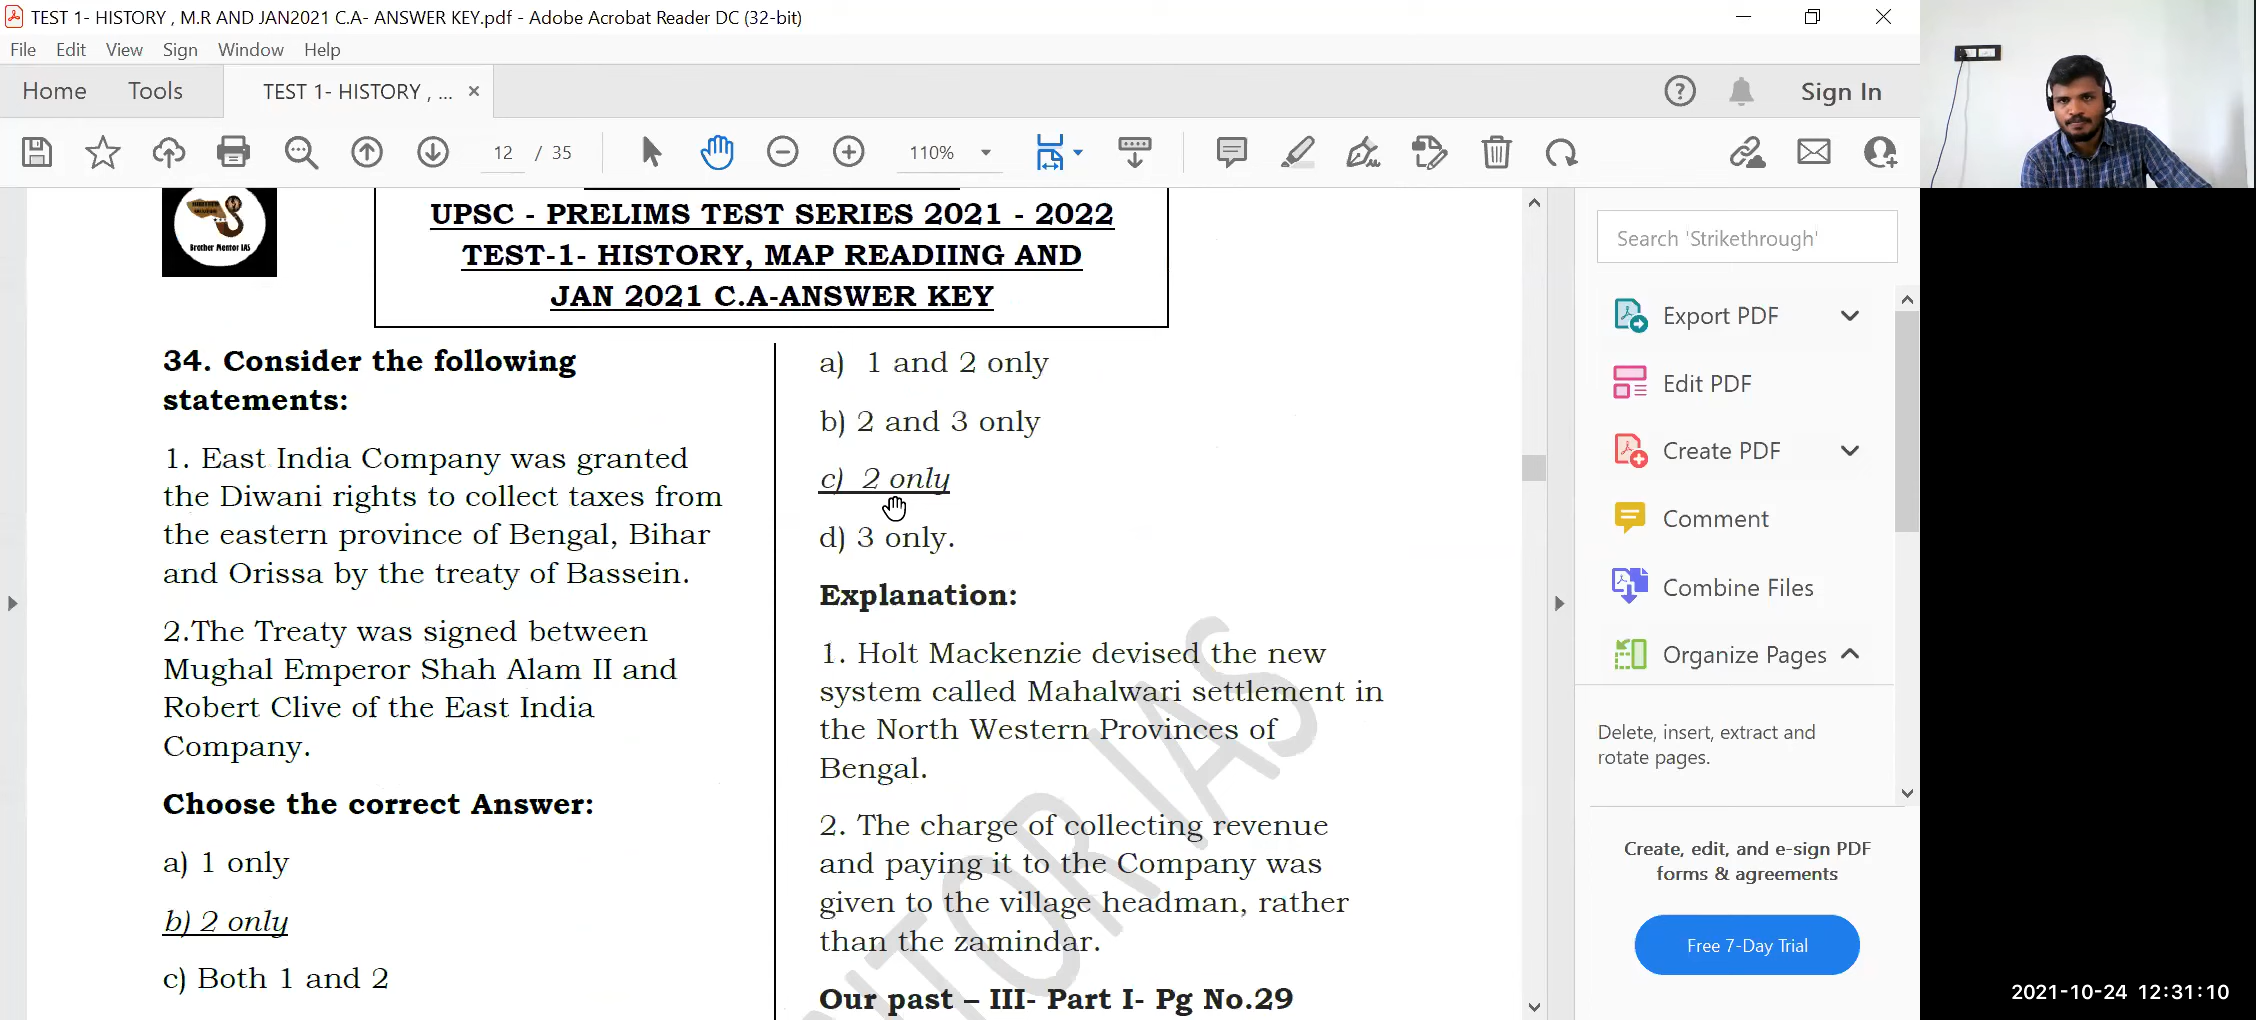 TEST 1- HISTORY , M.R AND JAN2021 C.A- ANSWER KEY.pdf - Adobe Acrobat Reader DC (32-bit)
File Edit View Sign Window Help
Home Tools TEST 1- HISTORY , ... × Sign In
12 / 35 110%
Brother Mentor IAS
UPSC - PRELIMS TEST SERIES 2021 - 2022
TEST-1- HISTORY, MAP READIING AND
JAN 2021 C.A-ANSWER KEY
34. Consider the following
statements:
1. East India Company was granted
the Diwani rights to collect taxes from
the eastern province of Bengal, Bihar
and Orissa by the treaty of Bassein.
2.The Treaty was signed between
Mughal Emperor Shah Alam II and
Robert Clive of the East India
Company.
Choose the correct Answer:
a) 1 only
b) 2 only
c) Both 1 and 2
a) 1 and 2 only
b) 2 and 3 only
c) 2 only
d) 3 only.
Explanation:
1. Holt Mackenzie devised the new
system called Mahalwari settlement in
the North Western Provinces of
Bengal.
2. The charge of collecting revenue
and paying it to the Company was
given to the village headman, rather
than the zamindar.
Our past – III- Part I- Pg No.29
NTOR IAS
Search 'Strikethrough'
Export PDF
Edit PDF
Create PDF
Comment
Combine Files
Organize Pages
Delete, insert, extract and
rotate pages.
Create, edit, and e-sign PDF
forms & agreements
Free 7-Day Trial
2021-10-24 12:31:10